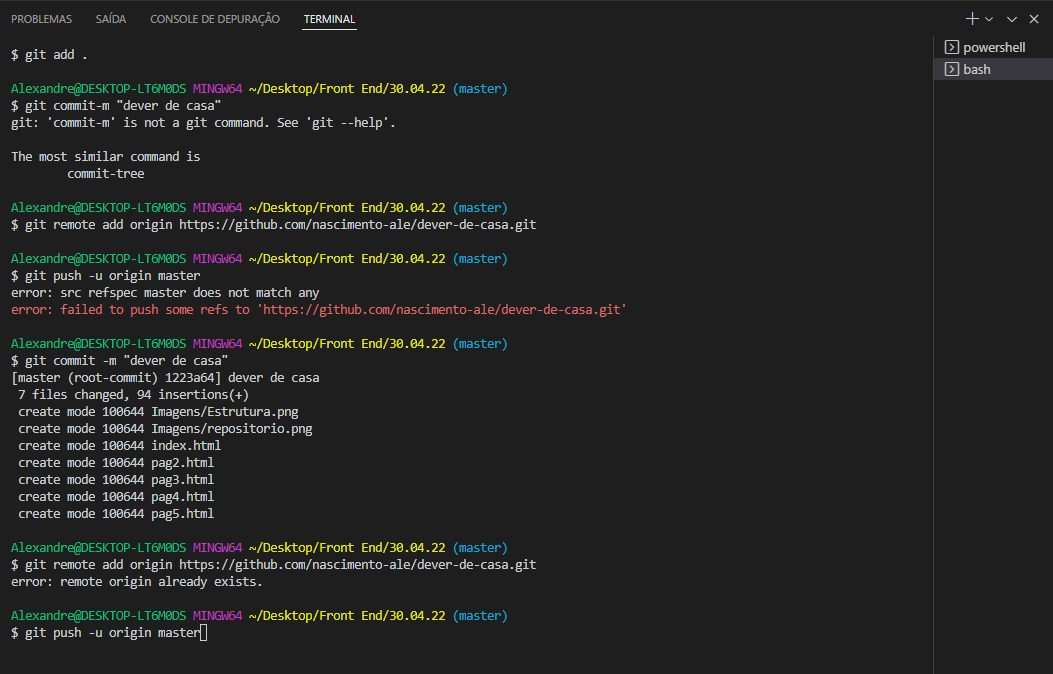 PROBLEMAS SAÍDA CONSOLE DE DEPURAÇÃO TERMINAL
powershell
bash
$ git add .
Alexandre@DESKTOP-LT6M0DS MINGW64 ~/Desktop/Front End/30.04.22 (master)
$ git commit-m "dever de casa"
git: 'commit-m' is not a git command. See 'git --help'.
The most similar command is
commit-tree
Alexandre@DESKTOP-LT6M0DS MINGW64 ~/Desktop/Front End/30.04.22 (master)
$ git remote add origin https://github.com/nascimento-ale/dever-de-casa.git
Alexandre@DESKTOP-LT6M0DS MINGW64 ~/Desktop/Front End/30.04.22 (master)
$ git push -u origin master
error: src refspec master does not match any
error: failed to push some refs to 'https://github.com/nascimento-ale/dever-de-casa.git'
Alexandre@DESKTOP-LT6M0DS MINGW64 ~/Desktop/Front End/30.04.22 (master)
$ git commit -m "dever de casa"
[master (root-commit) 1223a64] dever de casa
7 files changed, 94 insertions(+)
create mode 100644 Imagens/Estrutura.png
create mode 100644 Imagens/repositorio.png
create mode 100644 index.html
create mode 100644 pag2.html
create mode 100644 pag3.html
create mode 100644 pag4.html
create mode 100644 pag5.html
Alexandre@DESKTOP-LT6M0DS MINGW64 ~/Desktop/Front End/30.04.22 (master)
$ git remote add origin https://github.com/nascimento-ale/dever-de-casa.git
error: remote origin already exists.
Alexandre@DESKTOP-LT6M0DS MINGW64 ~/Desktop/Front End/30.04.22 (master)
$ git push -u origin master